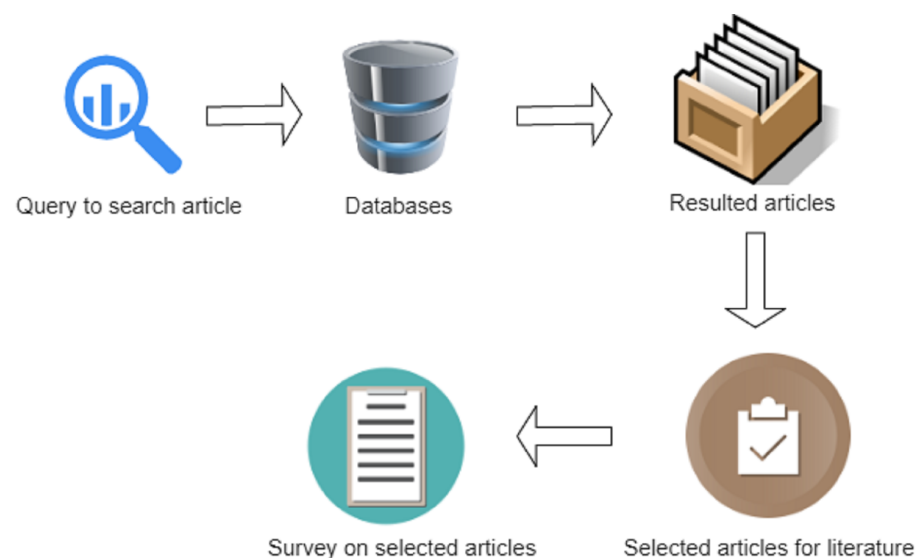 Query to search article
Databases
Resulted articles
Survey on selected articles
Selected articles for literature